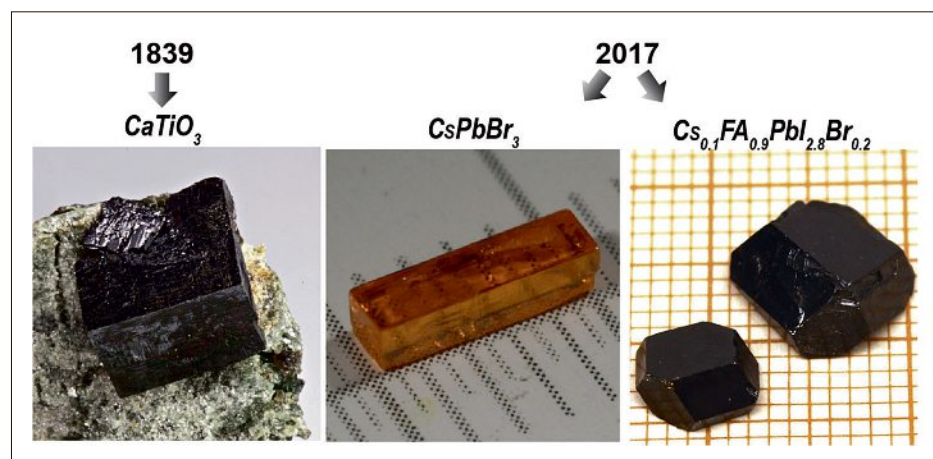 1839
2017
CaTiO₃
CsPbBr₃
Cs₀.₁FA₀.₉PbI₂.₈Br₀.₂